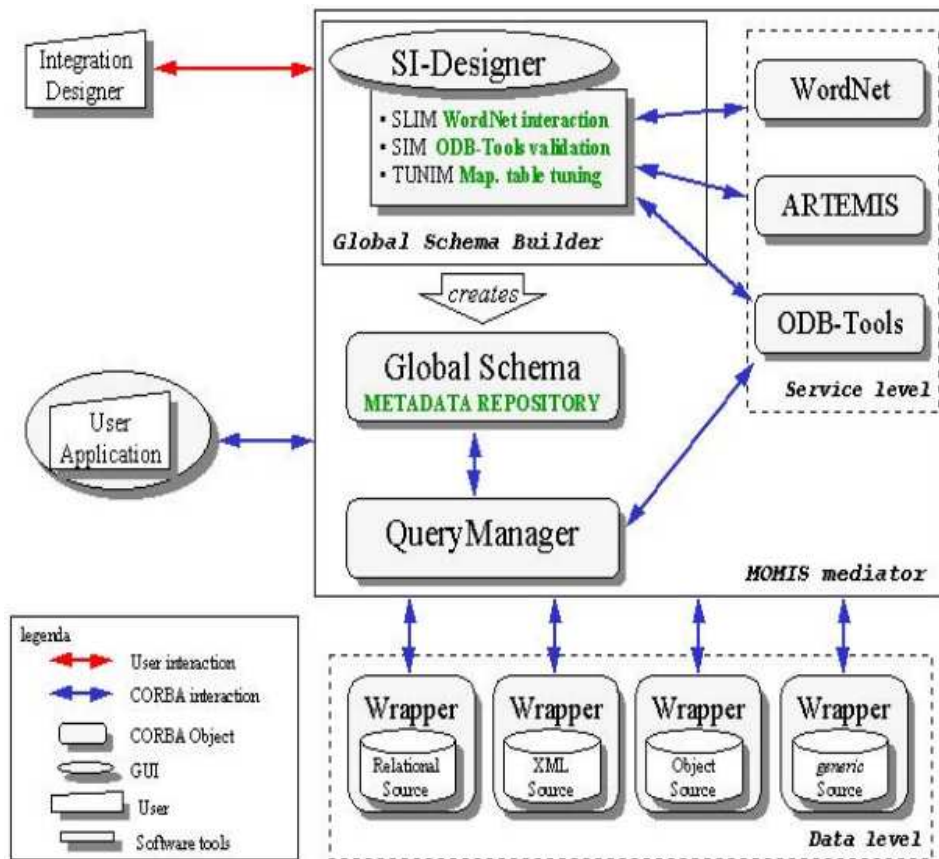 Integration
Designer
SI-Designer
• SLIM WordNet interaction
• SIM ODB-Tools validation
• TUNIM Map. table tuning
Global Schema Builder
WordNet
ARTEMIS
ODB-Tools
Service level
creates
Global Schema
METADATA REPOSITORY
User
Application
QueryManager
MOMIS mediator
legenda
User interaction
CORBA interaction
CORBA Object
GUI
User
Software tools
Wrapper
Relational
Source
Wrapper
XML
Source
Wrapper
Object
Source
Wrapper
generic
Source
Data level